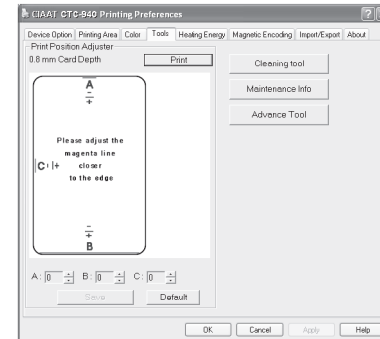 CIAAT CTC-940 Printing Preferences
Device Option Printing Area Color Tools Heating Energy Magnetic Encoding Import/Export About
Print Position Adjuster
0.8 mm Card Depth Print
Cleaning tool
Maintenance Info
Advance Tool
A
-
+
Please adjust the
magenta line
C - + closer
to the edge
-
+
B
A: 0 B: 0 C: 0
Save Default
OK Cancel Apply Help